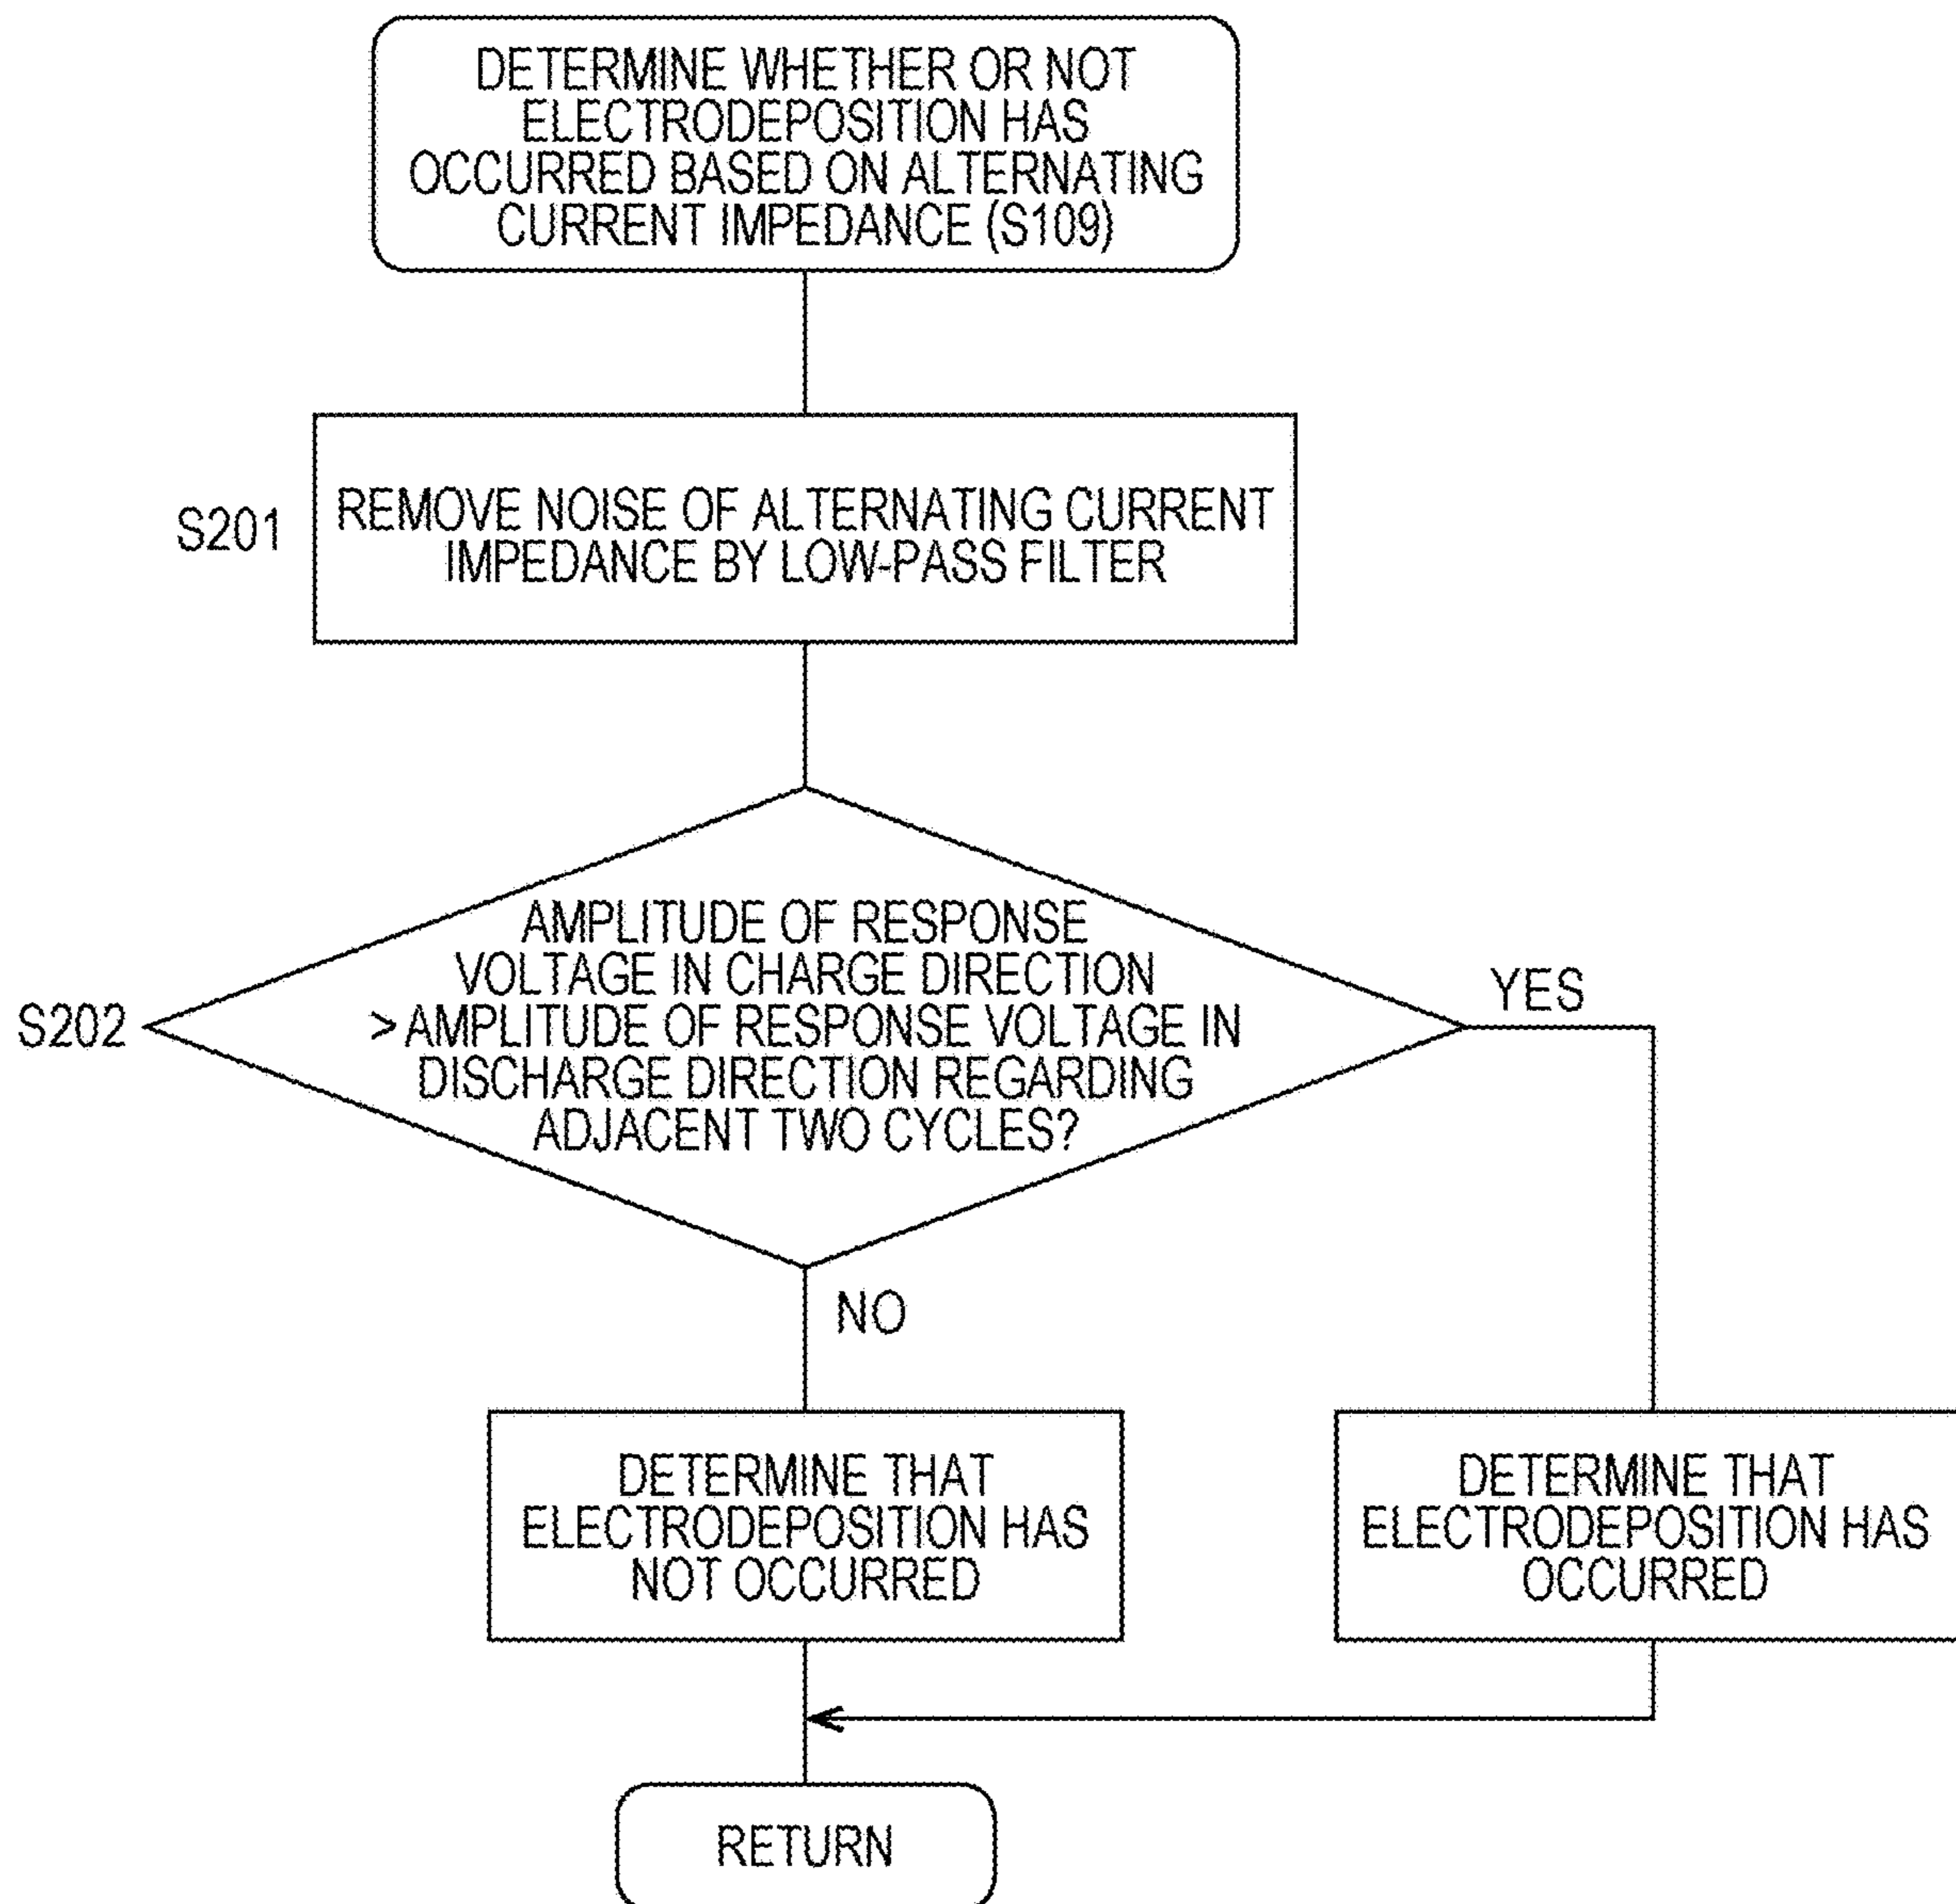 DETERMINE WHETHER OR NOT
ELECTRODEPOSITION HAS
OCCURRED BASED ON ALTERNATING
CURRENT IMPEDANCE (S109)
S201
REMOVE NOISE OF ALTERNATING CURRENT
IMPEDANCE BY LOW-PASS FILTER
S202
AMPLITUDE OF RESPONSE
VOLTAGE IN CHARGE DIRECTION
> AMPLITUDE OF RESPONSE VOLTAGE IN
DISCHARGE DIRECTION REGARDING
ADJACENT TWO CYCLES?
YES
NO
DETERMINE THAT
ELECTRODEPOSITION HAS
NOT OCCURRED
DETERMINE THAT
ELECTRODEPOSITION HAS
OCCURRED
RETURN